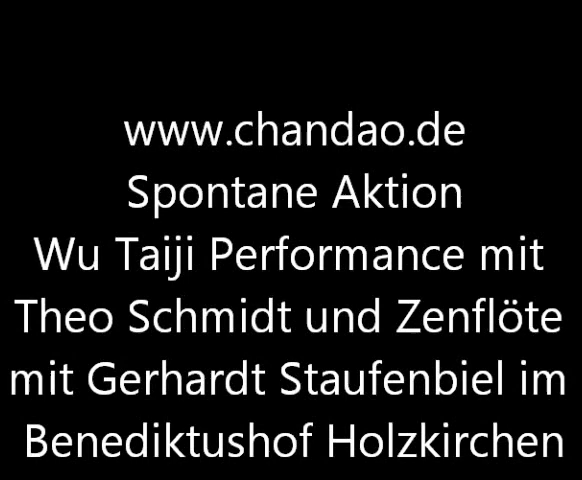 www.chandao.de
Spontane Aktion
Wu Taiji Performance mit
Theo Schmidt und Zenflöte
mit Gerhardt Staufenbiel im
Benediktushof Holzkirchen